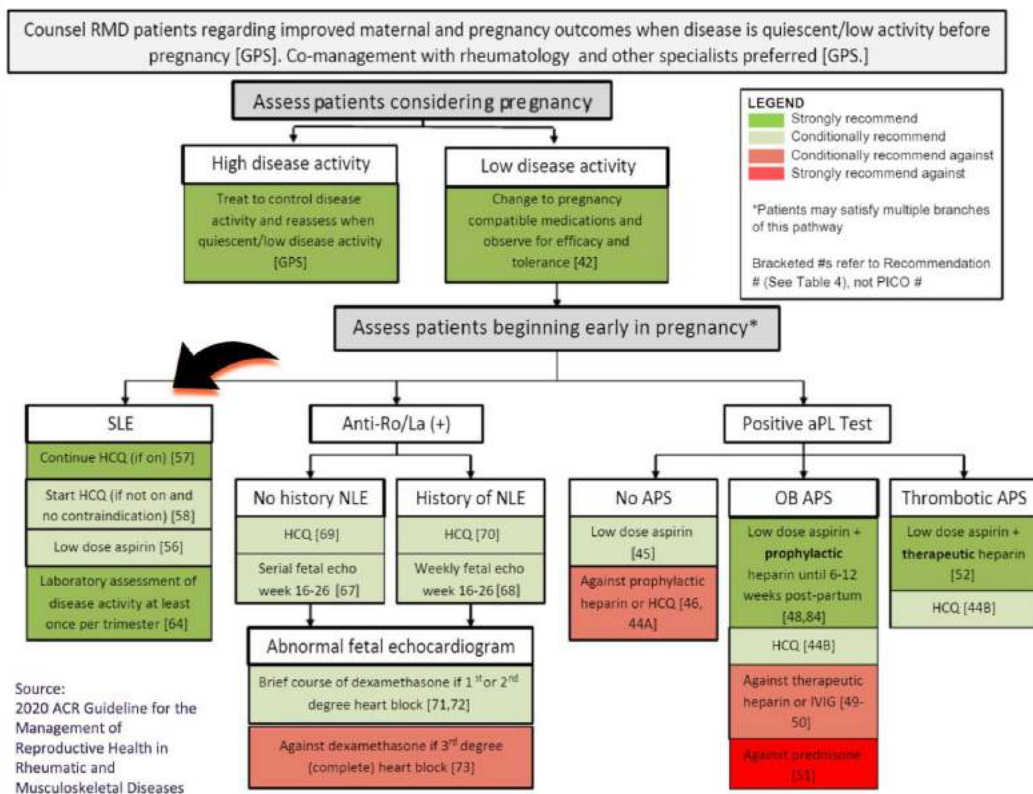 Counsel RMD patients regarding improved maternal and pregnancy outcomes when disease is quiescent/low activity before
pregnancy [GPS]. Co-management with rheumatology and other specialists preferred [GPS.]
Assess patients considering pregnancy
High disease activity
Treat to control disease
activity and reassess when
quiescent/low disease activity
[GPS]
Low disease activity
Change to pregnancy
compatible medications and
observe for efficacy and
tolerance [42]
LEGEND
Strongly recommend
Conditionally recommend
Conditionally recommend against
Strongly recommend against
*Patients may satisfy multiple branches
of this pathway
Bracketed #s refer to Recommendation
# (See Table 4), not PICO #
Assess patients beginning early in pregnancy*
SLE
Continue HCQ (if on) [57]
Start HCQ (if not on and
no contraindication) [58]
Low dose aspirin [56]
Laboratory assessment of
disease activity at least
once per trimester [64]
Anti-Ro/La (+)
No history NLE
HCQ [69]
Serial fetal echo
week 16-26 [67]
History of NLE
HCQ [70]
Weekly fetal echo
week 16-26 [68]
Abnormal fetal echocardiogram
Brief course of dexamethasone if 1st or 2nd
degree heart block [71,72]
Against dexamethasone if 3rd degree
(complete) heart block [73]
Positive aPL Test
No APS
Low dose aspirin
[45]
Against prophylactic
heparin or HCQ [46,
44A]
OB APS
Low dose aspirin +
prophylactic
heparin until 6-12
weeks post-partum
[48,84]
HCQ [44B]
Against therapeutic
heparin or IVIG [49-
50]
Against prednisone
[51]
Thrombotic APS
Low dose aspirin +
therapeutic heparin
[52]
HCQ [44B]
Source:
2020 ACR Guideline for the
Management of
Reproductive Health in
Rheumatic and
Musculoskeletal Diseases